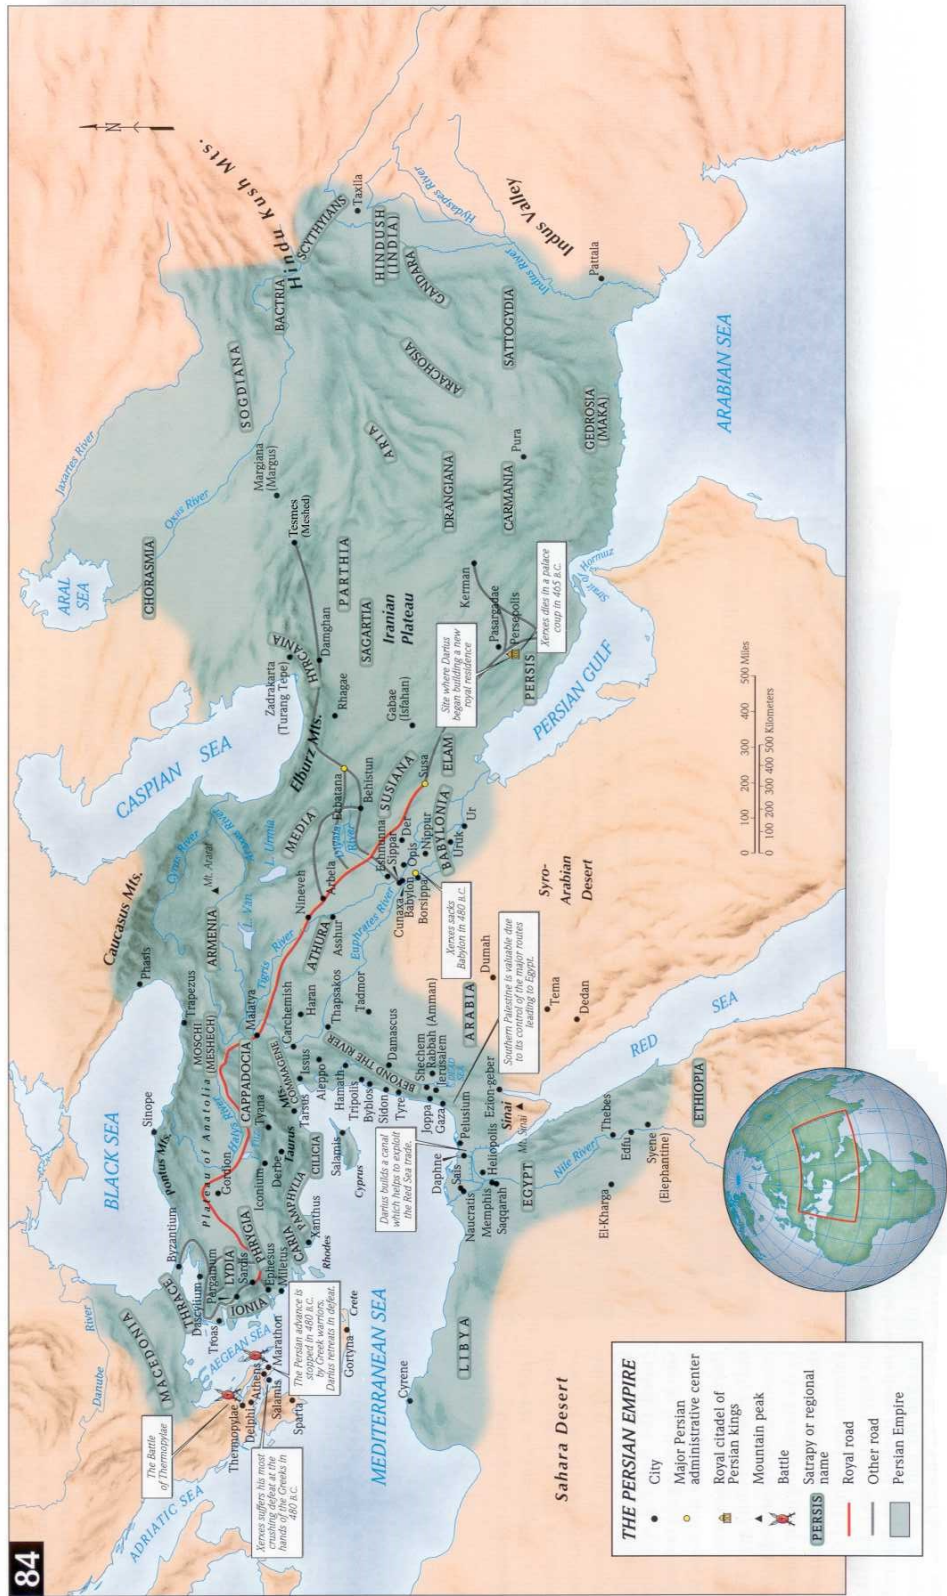 84
THE PERSIAN EMPIRE
City
Major Persian
administrative center
Royal citadel of
Persian kings
Mountain peak
Battle
PERSIS
Satrapy or regional
name
Royal road
Other road
Persian Empire
ADRIATIC SEA
Danube
River
MACEDONIA
THRACE
BLACK SEA
Byzantium
Sinope
Pontus Mts.
Trapezus
Phasis
Caucasus Mts.
CASPIAN SEA
ARAL
SEA
Jaxartes River
Oxus River
CHORASMIA
SOGDIANA
BACTRIA
Hindu Kush Mts.
N
SCYTHYIANS
Taxila
HINDUSH
(INDIA)
GANDARA
Hydaspes River
Indus River
Indus Valley
Pattala
SATTOGYDIA
ARACHOSIA
ARIA
Margiana
(Margus)
Tesmes
(Meshed)
PARTHIA
HIRCANIA
Damghan
Zadrakarta
(Turang Tepe)
SAGARTIA
Iranian
Plateau
Rhagae
Elburz Mts.
Gabae
(Isfahan)
DRANGIANA
CARMANIA
Pura
GEDROSIA
(MAKA)
ARABIAN SEA
Strait of Hormuz
Kerman
Pasargadae
Persepolis
PERSIS
Xerxes dies in a palace
coup in 465 B.C.
Site where Darius
began building a new
royal residence
PERSIAN GULF
The Battle
of Thermopylae
Thermopylae
Delphi
Athens
Salamis
Marathon
Sparta
Xerxes suffers his most
crushing defeat at the
hands of the Greeks in
480 B.C.
The Persian advance is
stopped in 480 B.C.
by Greek warriors.
Darius retreats in defeat.
AEGEAN SEA
Troas
Dascylium
Pergamum
LYDIA
Sardis
IONIA
Ephesus
Miletus
PHRYGIA
CARIA
PAMPHYLIA
Xanthus
Rhodes
Crete
Gortyna
Plateau of Anatolia
Gordion
Halys River
Iconium
Derbe
Taurus
Mts.
CILICIA
Tyana
CAPPADOCIA
MOSCHI
(MESHECH)
ARMENIA
Mt. Ararat
L. Van
L. Urmia
Malatya
COMMAGENE
Tarsus
Issus
Carchemish
Haran
Aleppo
Thapsakos
Tadmor
Hamath
Tripolis
Byblos
Sidon
Tyre
Damascus
BEYOND THE RIVER
Salamis
Cyprus
Tigris River
ATHURA
Nineveh
Arbela
Asshur
Euphrates River
MEDIA
Ecbatana
Behistun
Diyala
River
Eshnunna
Sippar
Opis
Der
Cunaxa
Babylon
Borsippa
Nippur
BABYLONIA
Uruk
Ur
SUSIANA
Susa
ELAM
Xerxes sacks
Babylon in 480 B.C.
Syro-
Arabian
Desert
Shechem
Rabbah (Amman)
Jerusalem
Joppa
Gaza
DEAD
SEA
ARABIA
Dumah
Tema
Dedan
Southern Palestine is valuable due
to its control of the major routes
leading to Egypt.
Darius builds a canal
which helps to exploit
the Red Sea trade.
Pelusium
Ezion-geber
Sinai
Mt. Sinai
Daphne
Sais
Naucratis
Heliopolis
Memphis
Saqqarah
EGYPT
Nile River
RED SEA
Thebes
Edfu
Syene
(Elephantine)
El-Kharga
ETHIOPIA
MEDITERRANEAN SEA
Cyrene
LIBYA
Sahara Desert
0 100 200 300 400 500 Miles
0 100 200 300 400 500 Kilometers